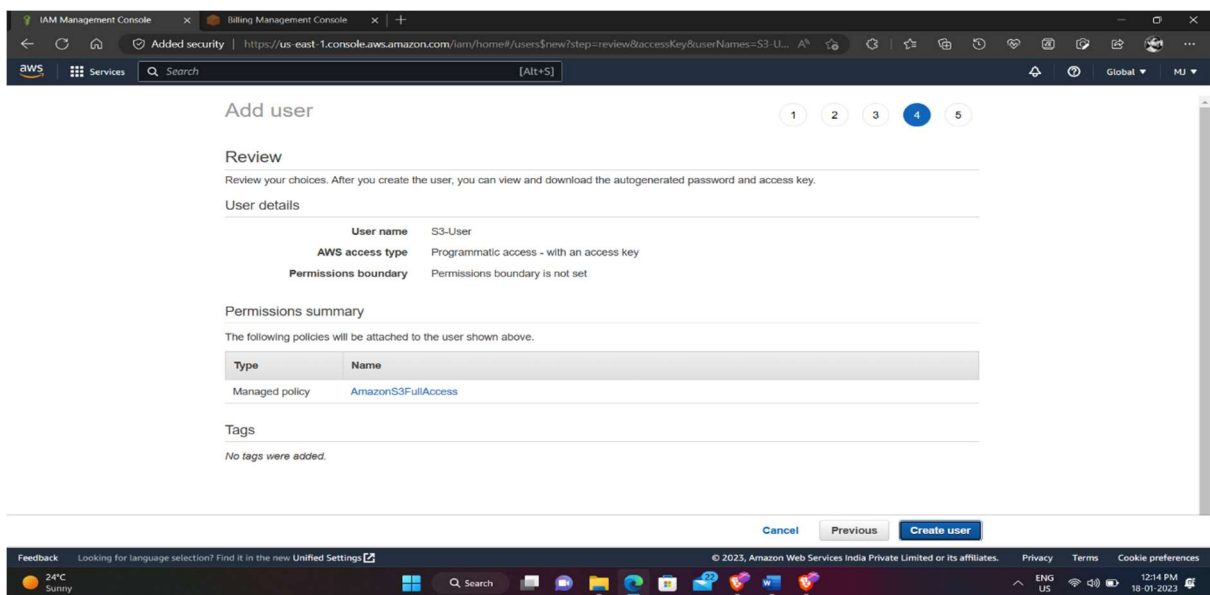 IAM Management Console
Billing Management Console
Added security https://us-east-1.console.aws.amazon.com/iam/home#/users$new?step=review&accessKey&userNames=S3-U...
aws Services Search [Alt+S] Global MJ
Add user
1 2 3 4 5
Review
Review your choices. After you create the user, you can view and download the autogenerated password and access key.
User details
User name S3-User
AWS access type Programmatic access - with an access key
Permissions boundary Permissions boundary is not set
Permissions summary
The following policies will be attached to the user shown above.
Type Name
Managed policy AmazonS3FullAccess
Tags
No tags were added.
Cancel Previous Create user
Feedback Looking for language selection? Find it in the new Unified Settings © 2023, Amazon Web Services India Private Limited or its affiliates. Privacy Terms Cookie preferences
24°C
Sunny
Search
22
ENG
US
12:14 PM
18-01-2023